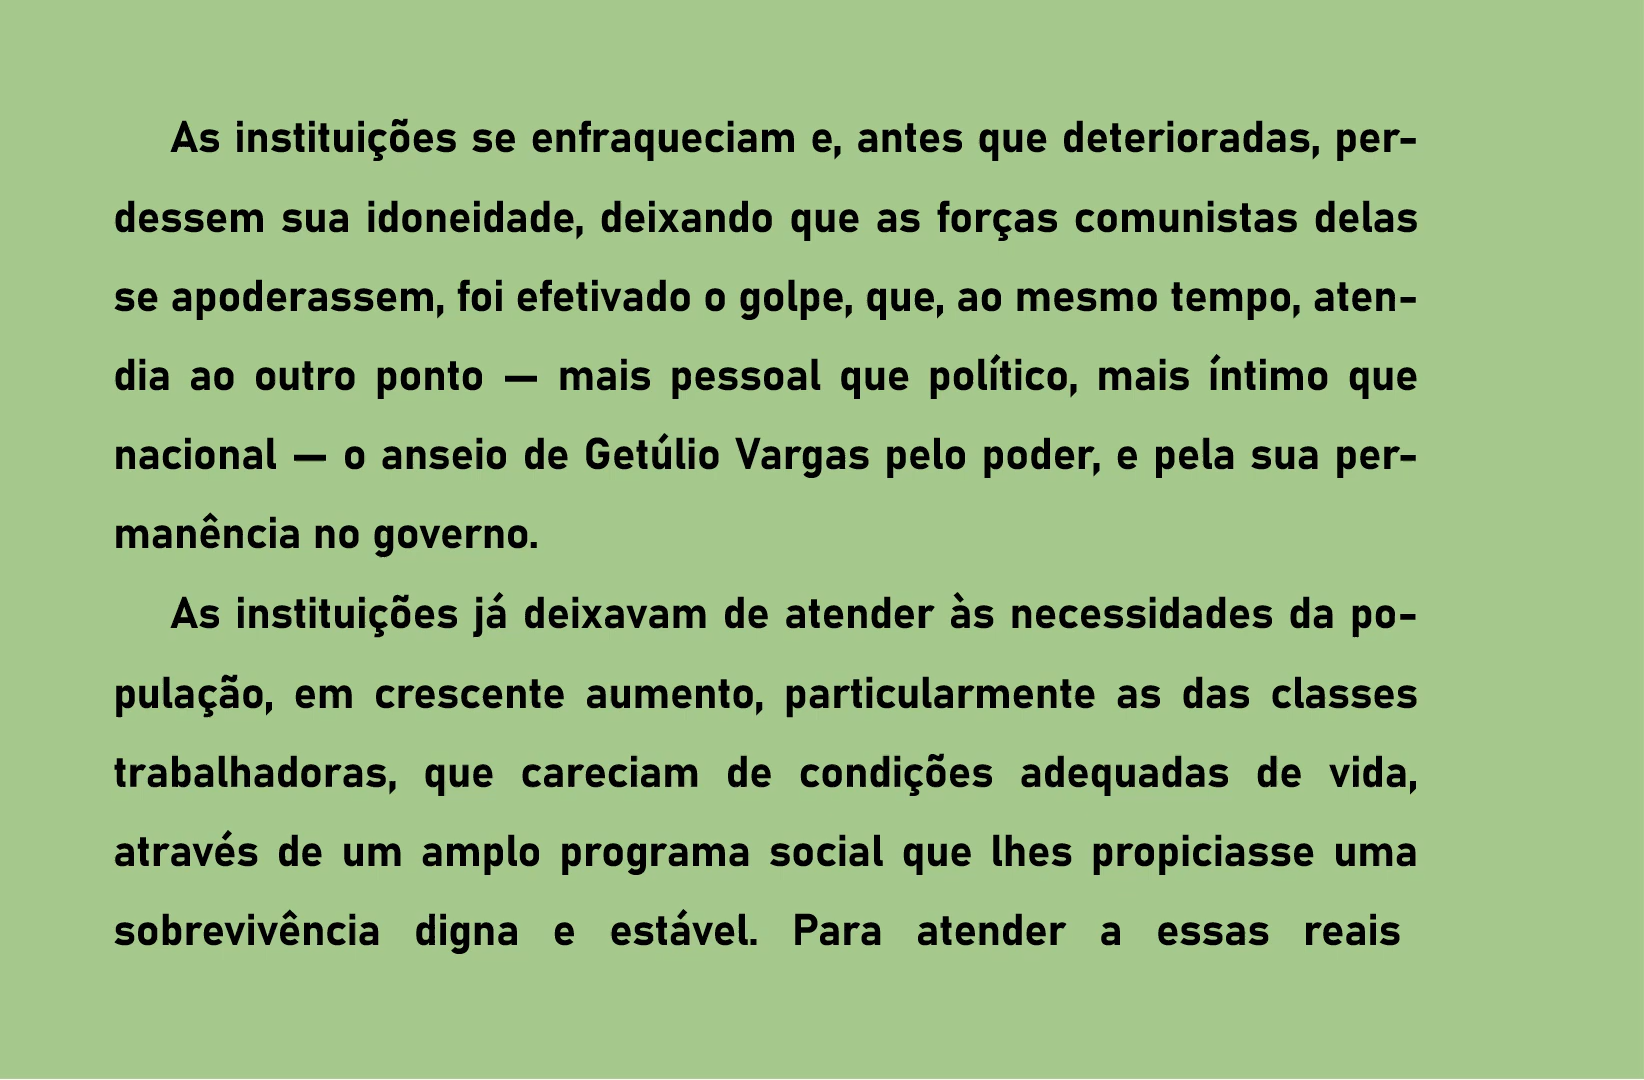 As instituições se enfraqueciam e, antes que deterioradas, per-
dessem sua idoneidade, deixando que as forças comunistas delas
se apoderassem, foi efetivado o golpe, que, ao mesmo tempo, aten-
dia ao outro ponto — mais pessoal que político, mais íntimo que
nacional — o anseio de Getúlio Vargas pelo poder, e pela sua per-
manência no governo.
As instituições já deixavam de atender às necessidades da po-
pulação, em crescente aumento, particularmente as das classes
trabalhadoras, que careciam de condições adequadas de vida,
através de um amplo programa social que lhes propiciasse uma
sobrevivência digna e estável. Para atender a essas reais